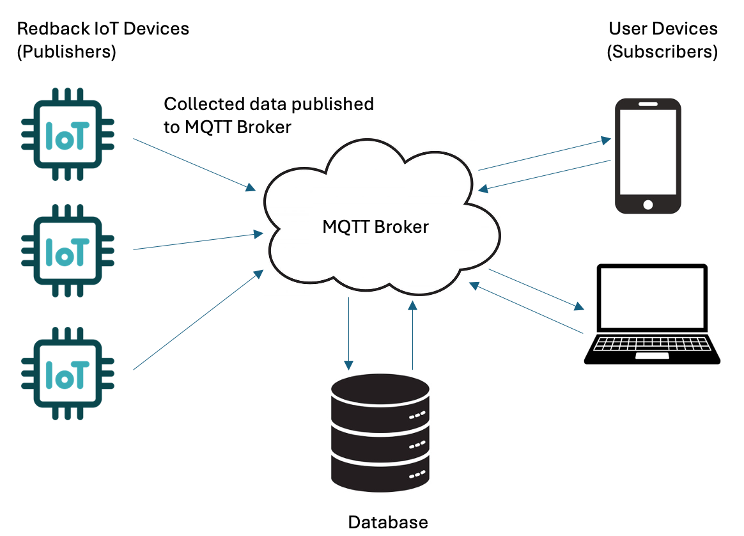 Redback IoT Devices
(Publishers)
User Devices
(Subscribers)
Collected data published
to MQTT Broker
IoT
IoT
IoT
MQTT Broker
Database